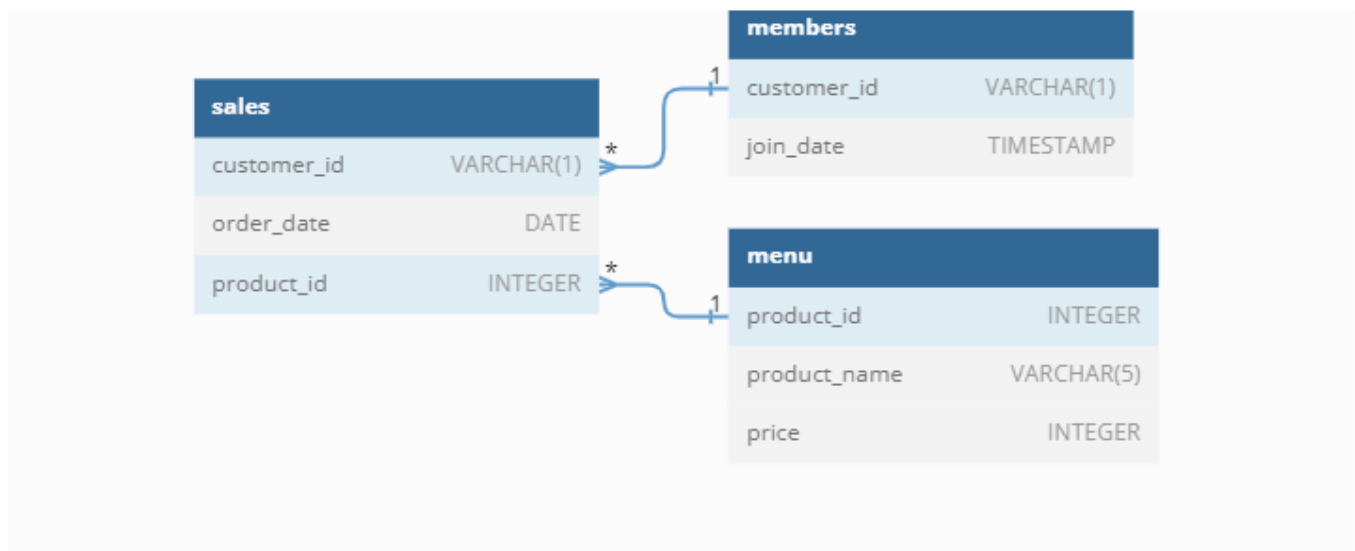 sales
customer_id VARCHAR(1)
order_date DATE
product_id INTEGER
*
*
1
1
members
customer_id VARCHAR(1)
join_date TIMESTAMP
menu
product_id INTEGER
product_name VARCHAR(5)
price INTEGER